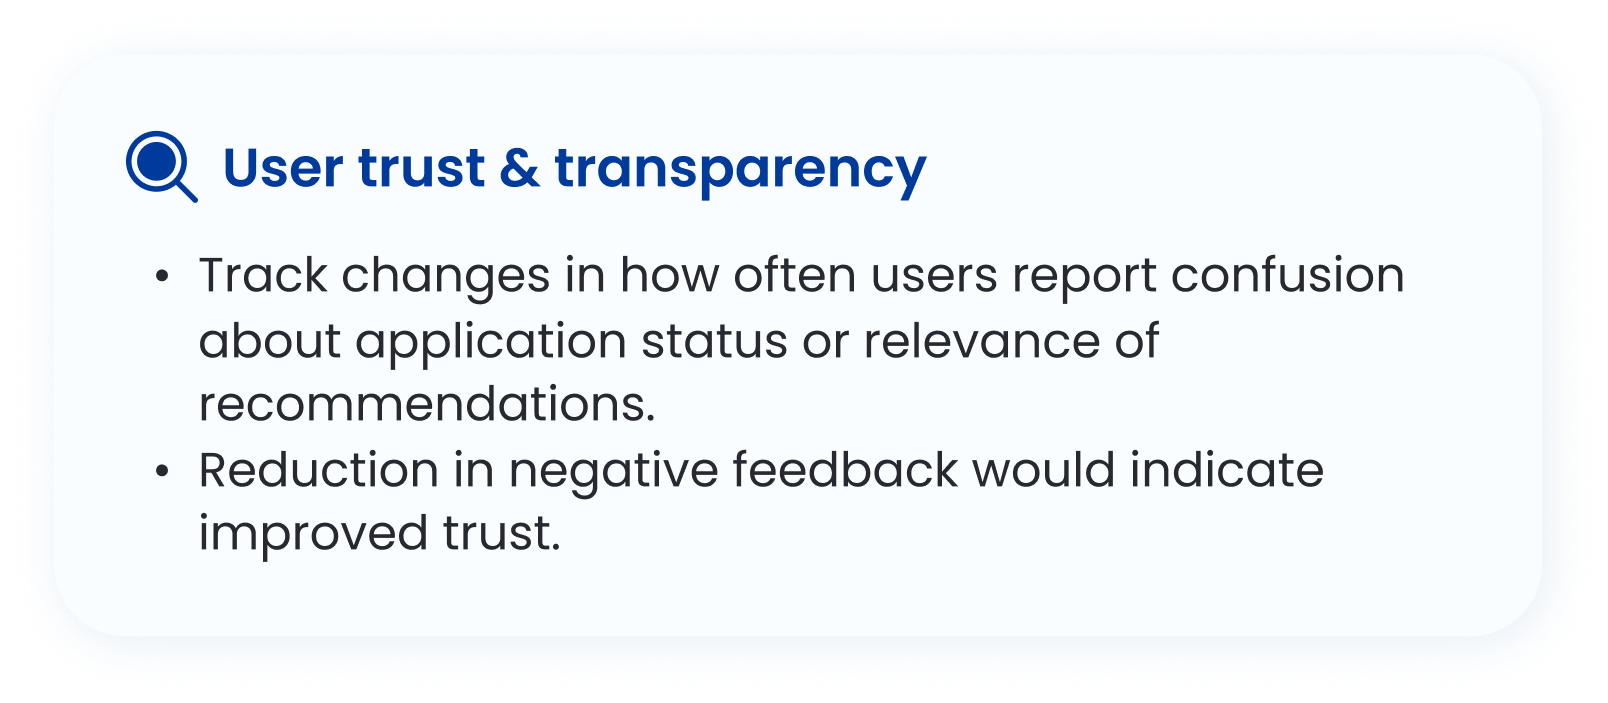 User trust & transparency
• Track changes in how often users report confusion
about application status or relevance of
recommendations.
• Reduction in negative feedback would indicate
improved trust.